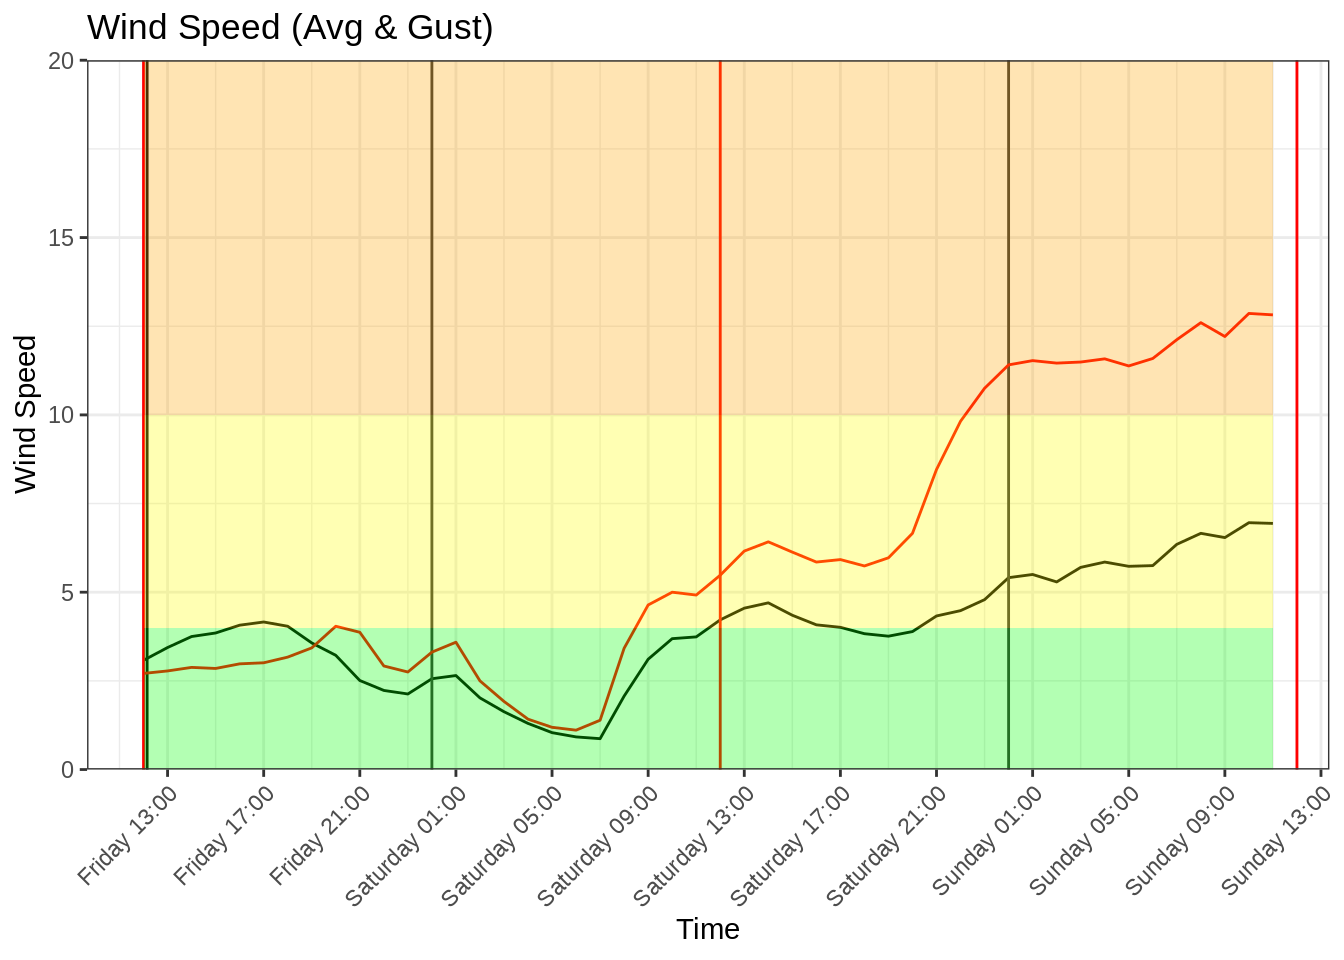 Wind Speed (Avg & Gust)
20
15
10
5
0
Wind Speed
Friday 13:00
Friday 17:00
Friday 21:00
Saturday 01:00
Saturday 05:00
Saturday 09:00
Saturday 13:00
Saturday 17:00
Saturday 21:00
Sunday 01:00
Sunday 05:00
Sunday 09:00
Sunday 13:00
Time